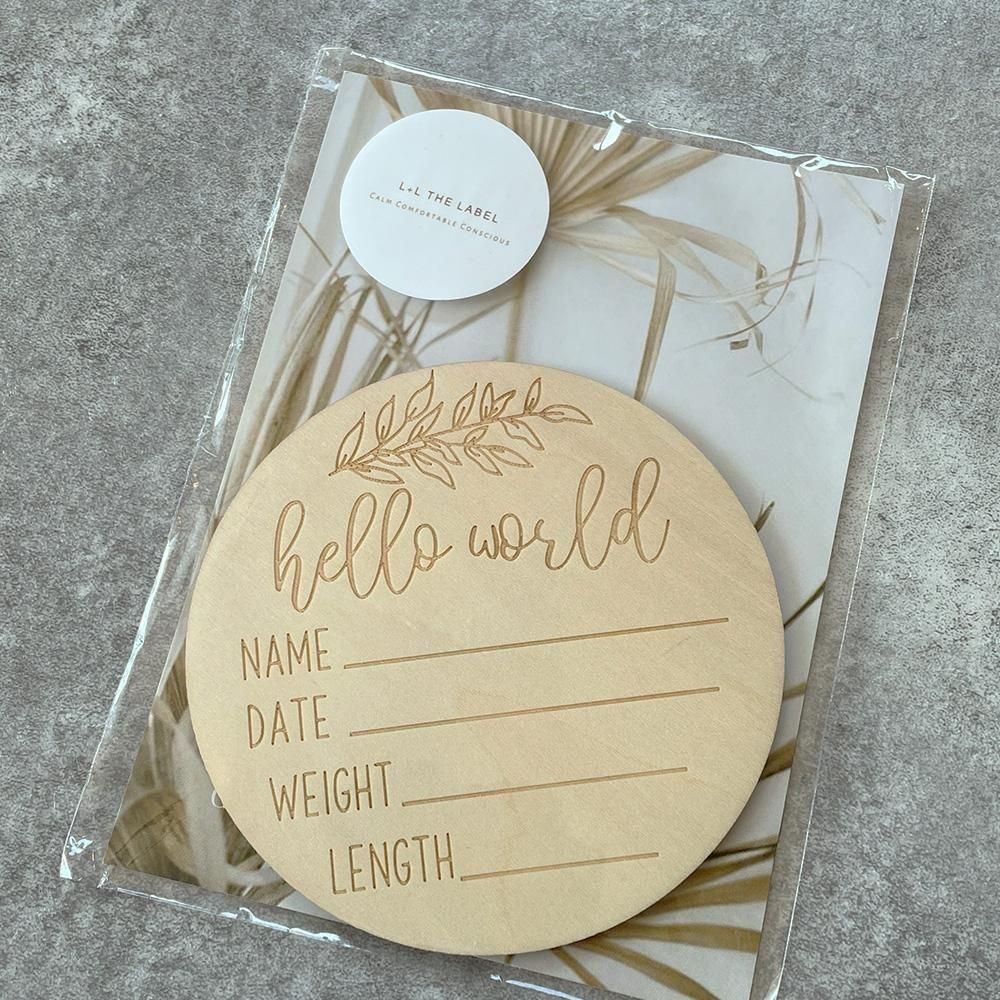 L+L THE LABEL
CALM COMFORTABLE CONSCIOUS
hello world
NAME
DATE
WEIGHT
LENGTH